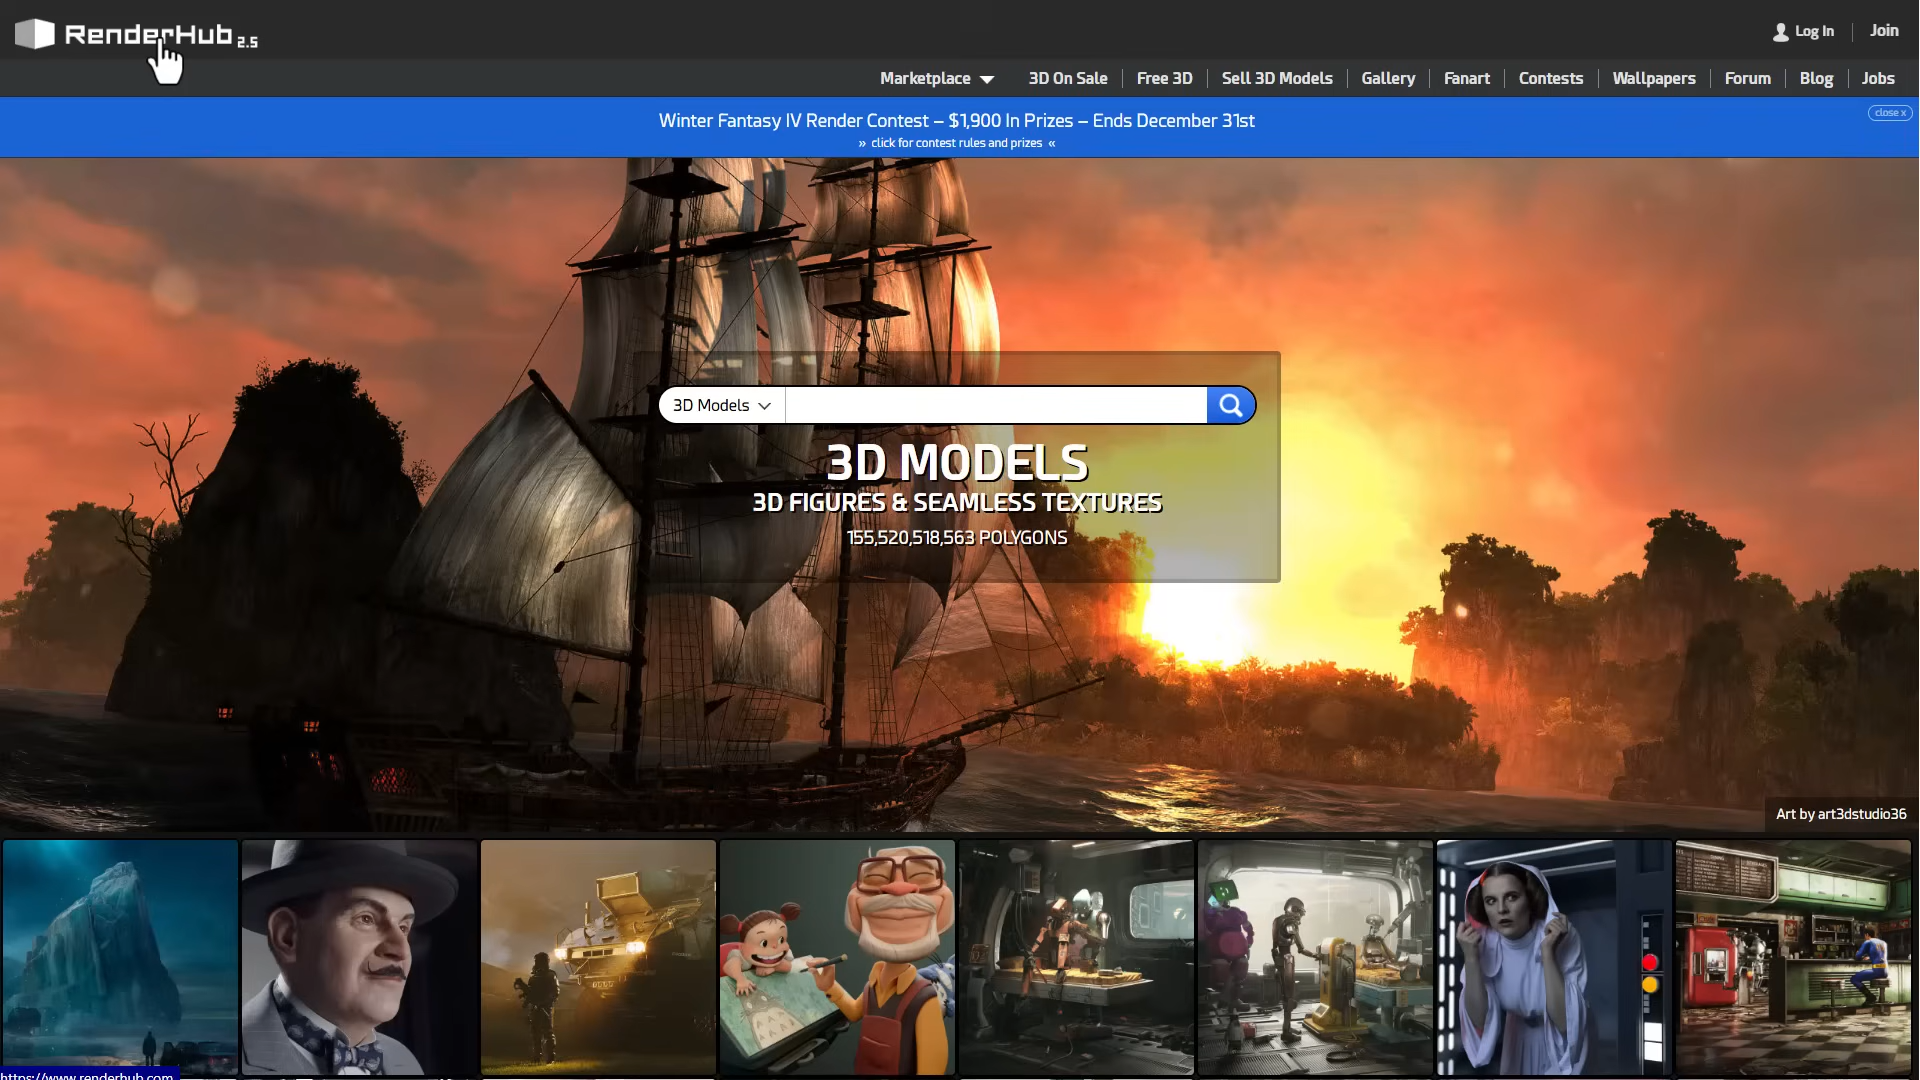 RenderHub 2.5
Log In
Join
Marketplace
3D On Sale
Free 3D
Sell 3D Models
Gallery
Fanart
Contests
Wallpapers
Forum
Blog
Jobs
Winter Fantasy IV Render Contest – $1,900 In Prizes – Ends December 31st
» click for contest rules and prizes «
close x
3D Models
3D MODELS
3D FIGURES & SEAMLESS TEXTURES
155,520,518,563 POLYGONS
Art by art3dstudio36
https://www.renderhub.com